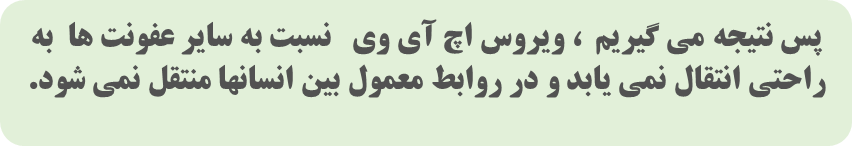 پس نتیجه می گیریم ، ویروس اچ آی وی نسبت به سایر عفونت ها به
راحتی انتقال نمی یابد و در روابط معمول بین انسانها منتقل نمی شود.